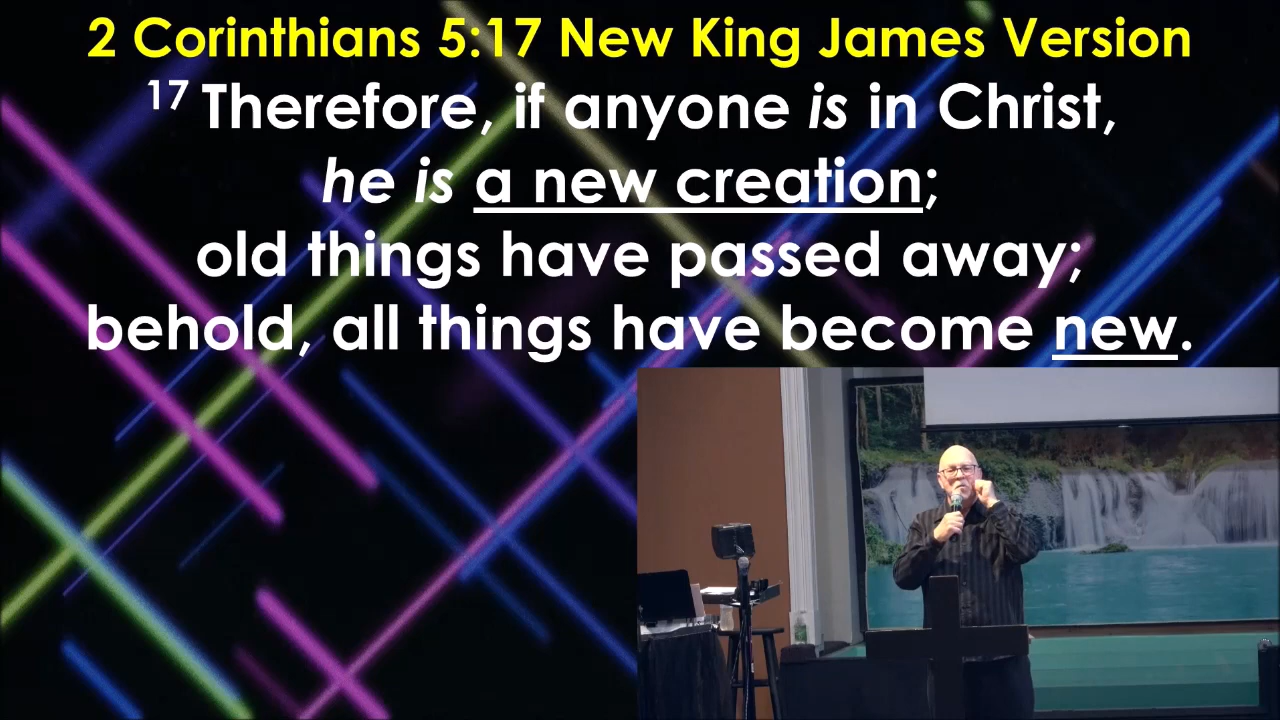 2 Corinthians 5:17 New King James Version
17 Therefore, if anyone is in Christ,
he is a new creation;
old things have passed away;
behold, all things have become new.